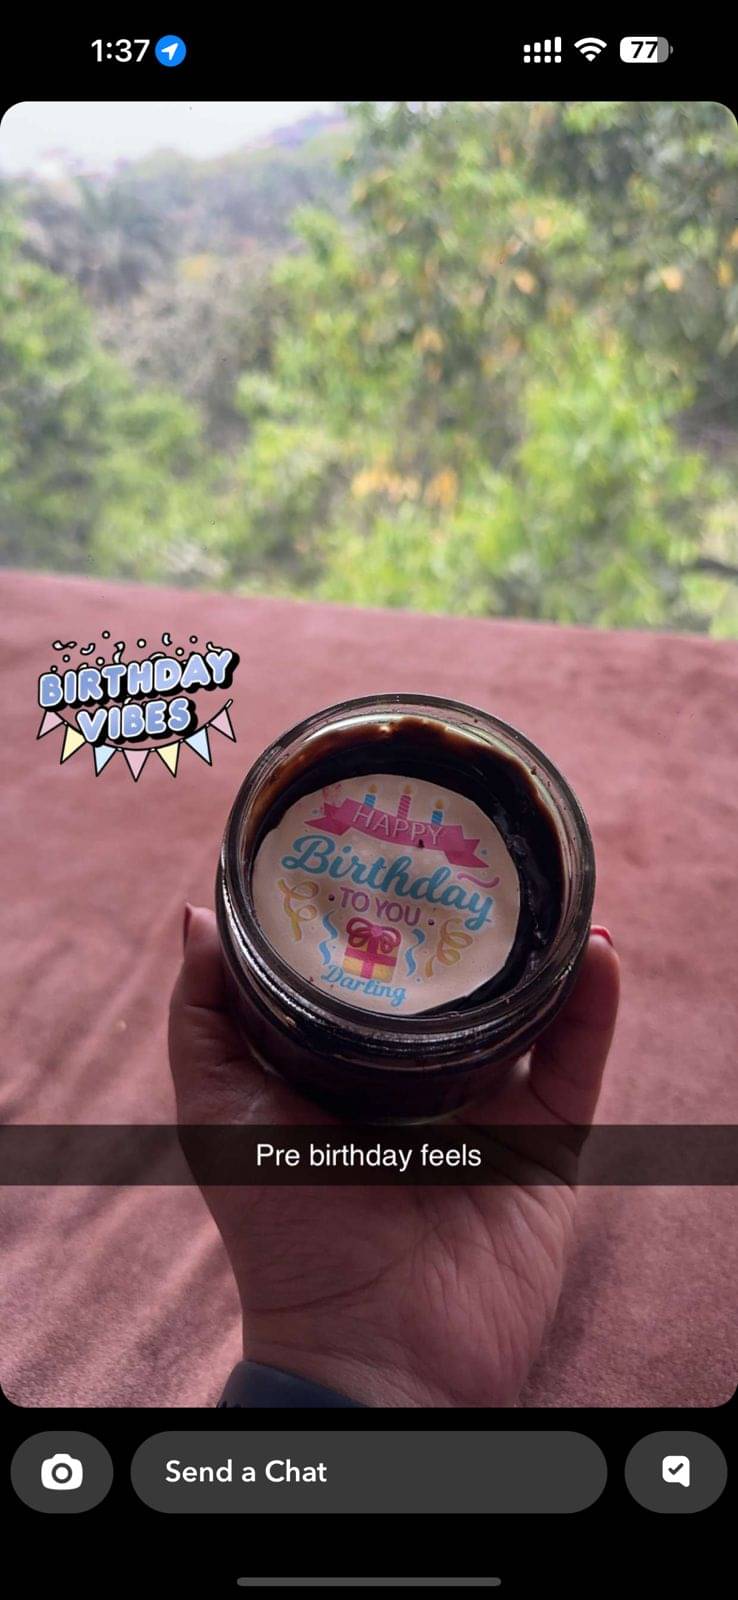 1:37
77
BIRTHDAY
VIBES
HAPPY
Birthday
TO YOU
Darling
Pre birthday feels
Send a Chat